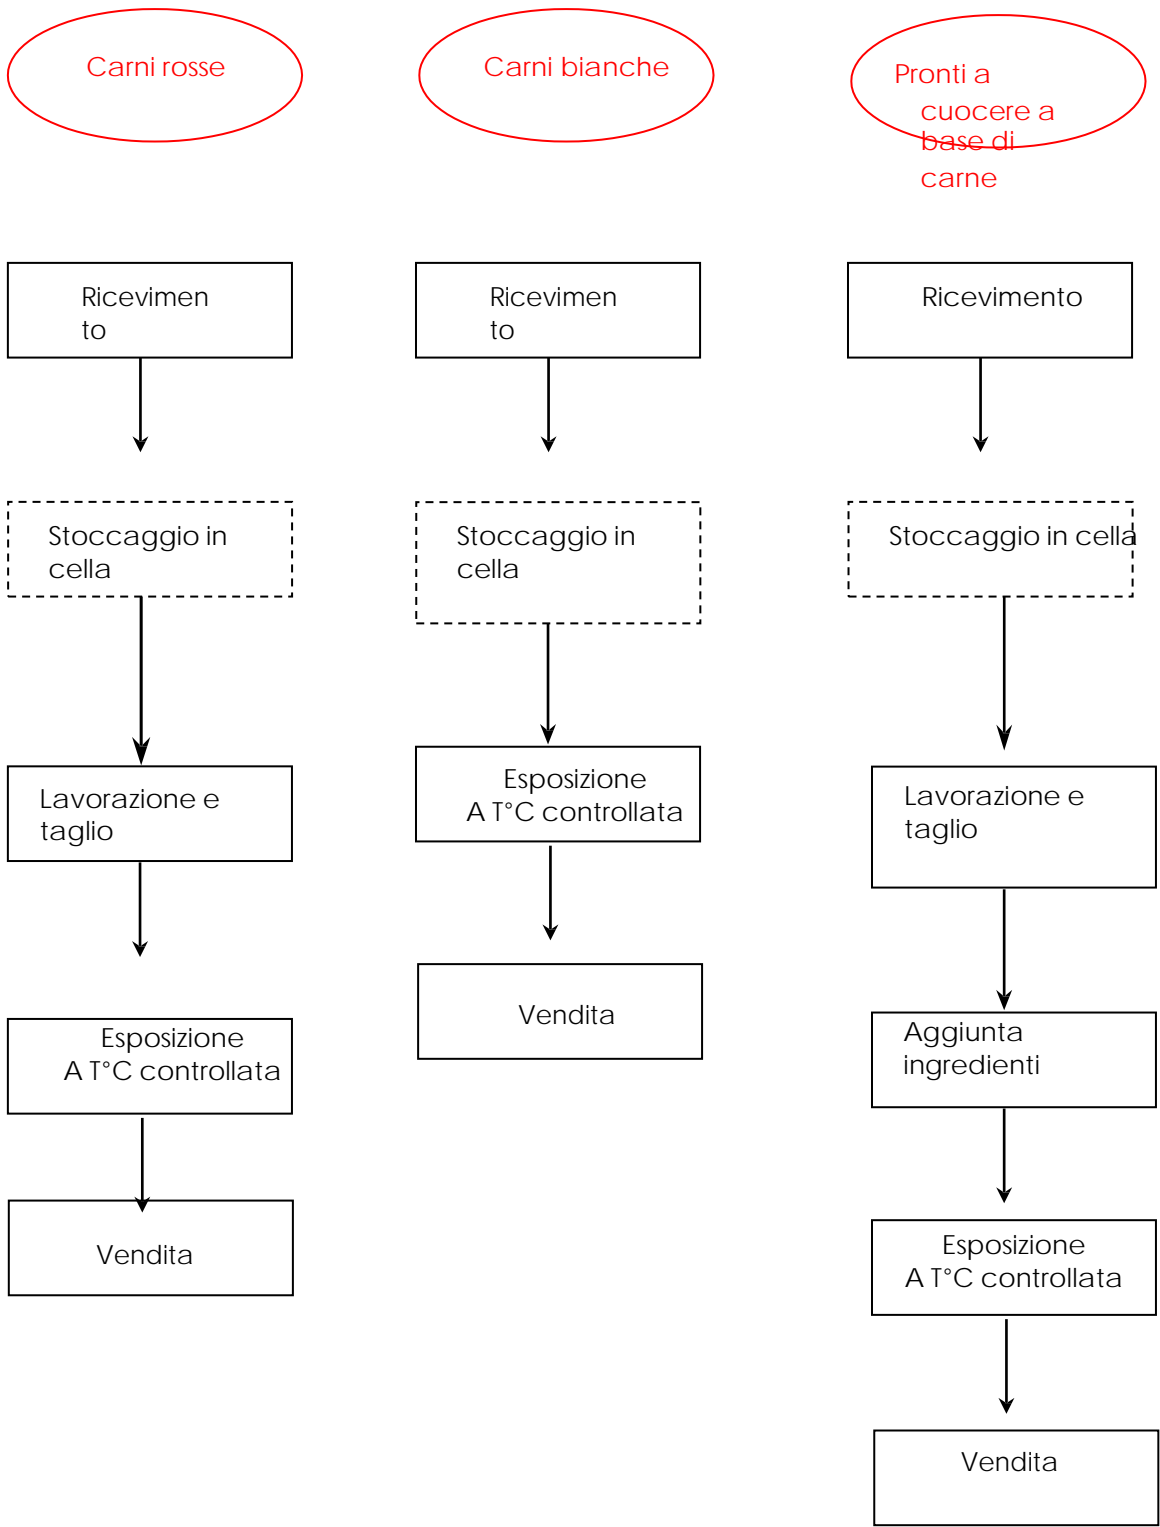 Carni rosse
Ricevimen
to
Stoccaggio in
cella
Lavorazione e
taglio
Esposizione
A T°C controllata
Vendita
Carni bianche
Ricevimen
to
Stoccaggio in
cella
Esposizione
A T°C controllata
Vendita
Pronti a
cuocere a
base di
carne
Ricevimento
Stoccaggio in cella
Lavorazione e
taglio
Aggiunta
ingredienti
Esposizione
A T°C controllata
Vendita